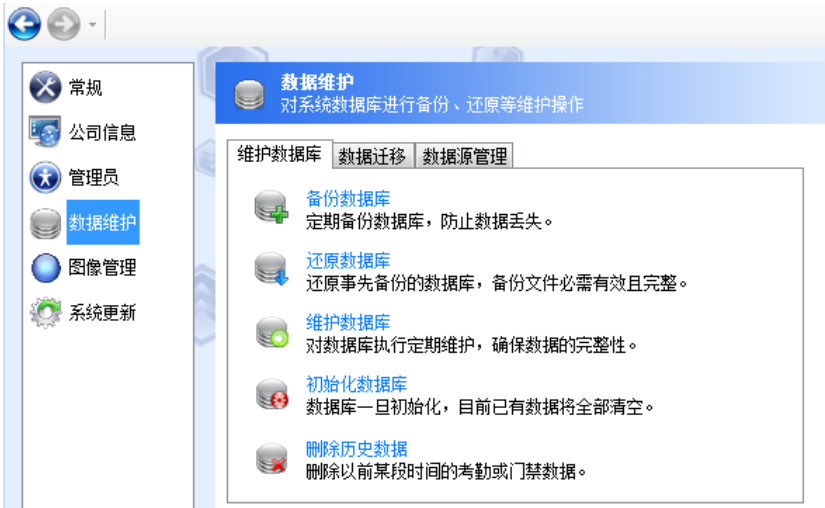 常规
公司信息
管理员
数据维护
图像管理
系统更新
数据维护
对系统数据库进行备份、还原等维护操作
维护数据库 数据迁移 数据源管理
备份数据库
定期备份数据库，防止数据丢失。
还原数据库
还原事先备份的数据库，备份文件必需有效且完整。
维护数据库
对数据库执行定期维护，确保数据的完整性。
初始化数据库
数据库一旦初始化，目前已有数据将全部清空。
删除历史数据
删除以前某段时间的考勤或门禁数据。